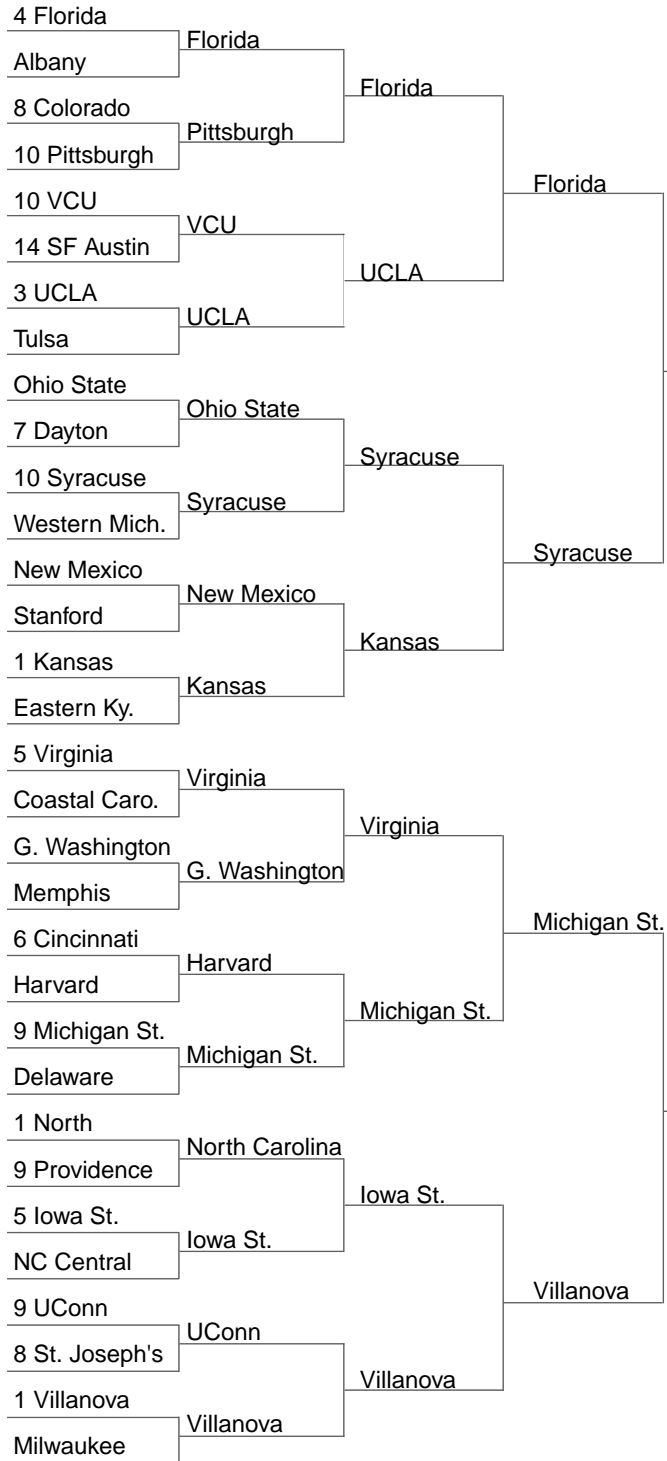 4 Florida
Albany
8 Colorado
10 Pittsburgh
10 VCU
14 SF Austin
3 UCLA
Tulsa
Ohio State
7 Dayton
10 Syracuse
Western Mich.
New Mexico
Stanford
1 Kansas
Eastern Ky.
5 Virginia
Coastal Caro.
G. Washington
Memphis
6 Cincinnati
Harvard
9 Michigan St.
Delaware
1 North
9 Providence
5 Iowa St.
NC Central
9 UConn
8 St. Joseph's
1 Villanova
Milwaukee
Florida
Pittsburgh
VCU
UCLA
Ohio State
Syracuse
New Mexico
Kansas
Virginia
G. Washington
Harvard
Michigan St.
North Carolina
Iowa St.
UConn
Villanova
Florida
UCLA
Syracuse
Kansas
Virginia
Michigan St.
Iowa St.
Villanova
Florida
Syracuse
Michigan St.
Villanova